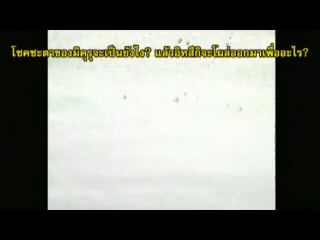 โชคชะตาของมิคุรุจะเป็นยังไง? แล้วอิทสึกิจะโผล่ออกมาเพื่ออะไร?